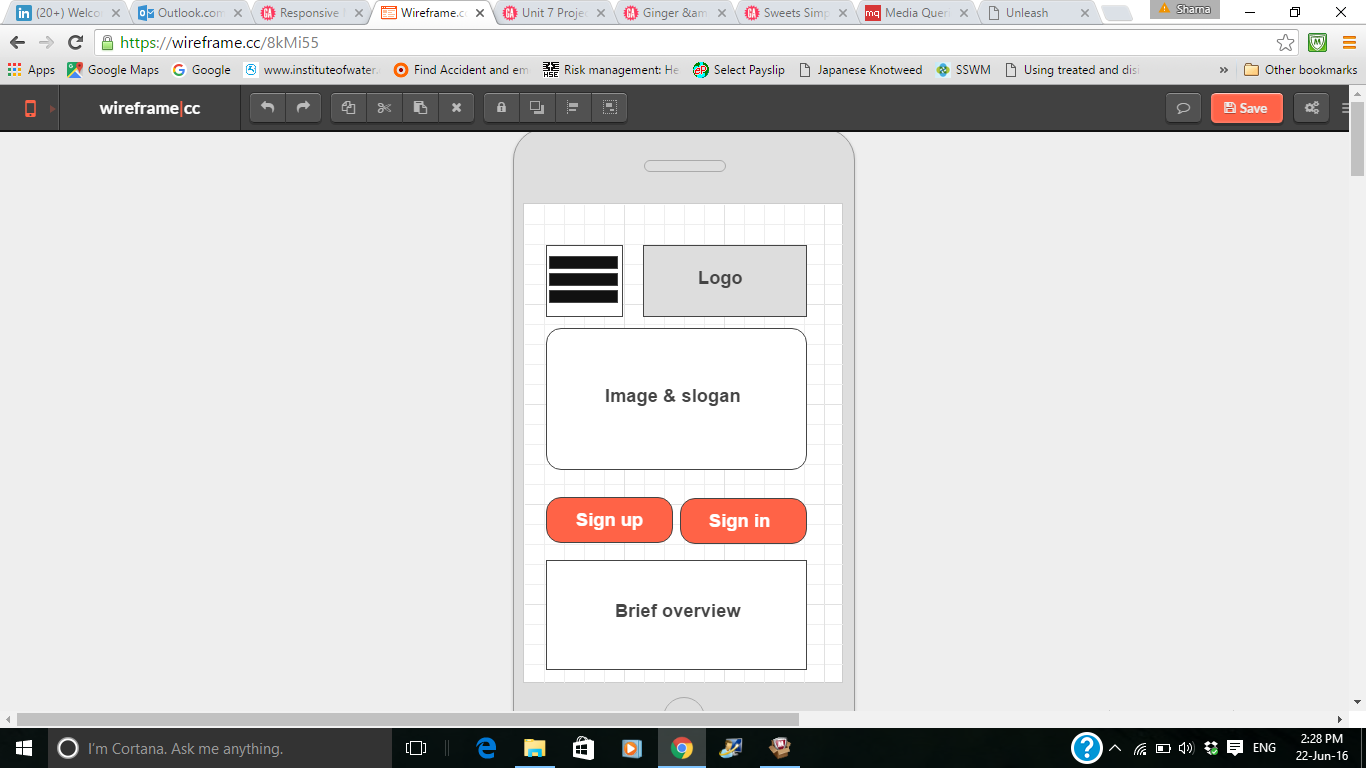 (20+) Welco
Outlook.com
Responsive
Wireframe.c
Unit 7 Proje
Ginger &am
Sweets Simp
Media Queri
Unleash
Sharna
https://wireframe.cc/8kMi55
Apps
Google Maps
Google
www.instituteofwater.
Find Accident and em
Risk management: He
Select Payslip
Japanese Knotweed
SSWM
Using treated and dis
»
Other bookmarks
wireframe|cc
Save
Logo
Image & slogan
Sign up
Sign in
Brief overview
I'm Cortana. Ask me anything.
ENG
2:28 PM
22-Jun-16